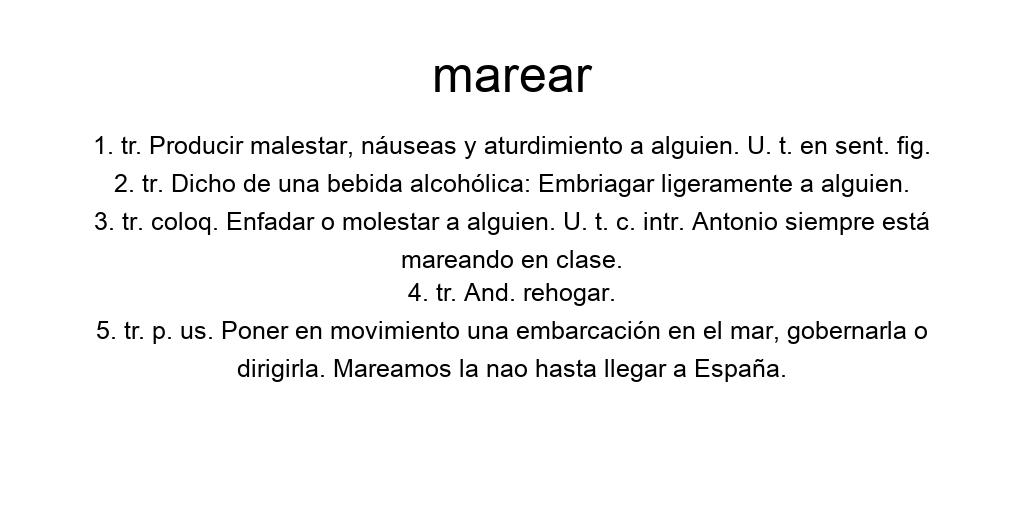 marear
1. tr. Producir malestar, náuseas y aturdimiento a alguien. U. t. en sent. fig.
2. tr. Dicho de una bebida alcohólica: Embriagar ligeramente a alguien.
3. tr. coloq. Enfadar o molestar a alguien. U. t. c. intr. Antonio siempre está
mareando en clase.
4. tr. And. rehogar.
5. tr. p. us. Poner en movimiento una embarcación en el mar, gobernarla o
dirigirla. Mareamos la nao hasta llegar a España.